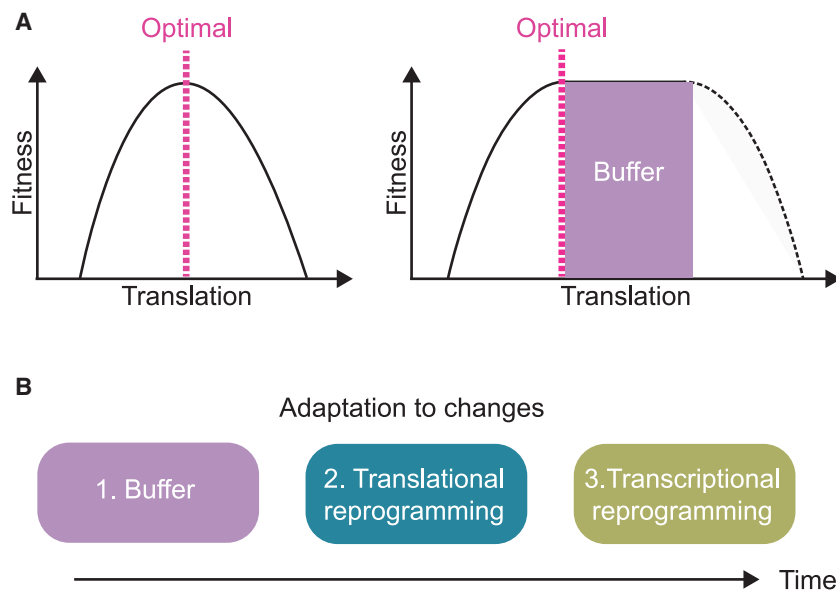 A
Optimal
Optimal
Fitness
Fitness
Buffer
Translation
Translation
B
Adaptation to changes
1. Buffer
2. Translational
reprogramming
3.Transcriptional
reprogramming
Time